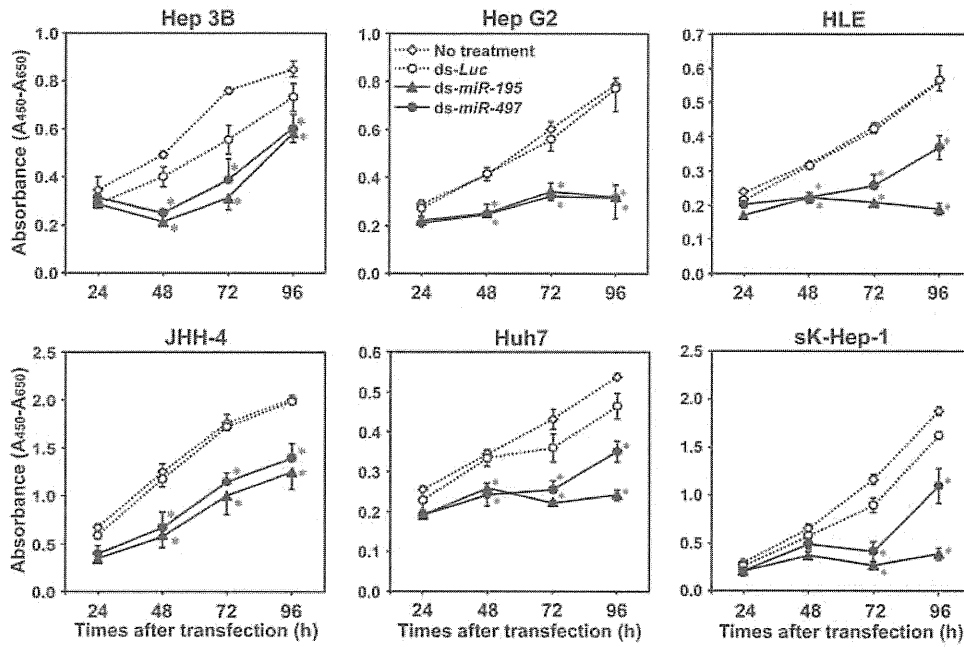 Hep 3B
Hep G2
HLE
Absorbance (A450-A650)
1.0
0.8
0.6
0.4
0.2
0.0
24 48 72 96
1.0
0.8
0.6
0.4
0.2
0.0
24 48 72 96
No treatment
ds-Luc
ds-miR-195
ds-miR-497
0.7
0.6
0.5
0.4
0.3
0.2
0.1
0.0
24 48 72 96
JHH-4
Huh7
sK-Hep-1
Absorbance (A450-A650)
2.5
2.0
1.5
1.0
0.5
0.0
24 48 72 96
Times after transfection (h)
0.6
0.5
0.4
0.3
0.2
0.1
0.0
24 48 72 96
Times after transfection (h)
2.5
2.0
1.5
1.0
0.5
0.0
24 48 72 96
Times after transfection (h)